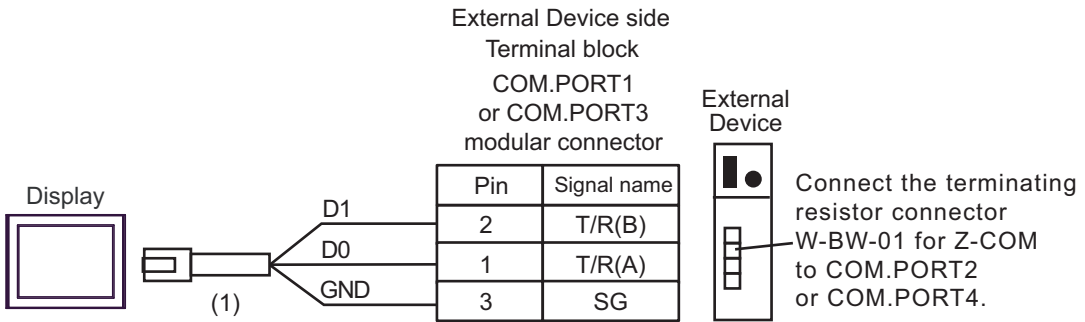 External Device side
Terminal block
COM.PORT1
or COM.PORT3
modular connector
External
Device
Display
(1)
D1
D0
GND
Pin Signal name
2 T/R(B)
1 T/R(A)
3 SG
Connect the terminating
resistor connector
W-BW-01 for Z-COM
to COM.PORT2
or COM.PORT4.